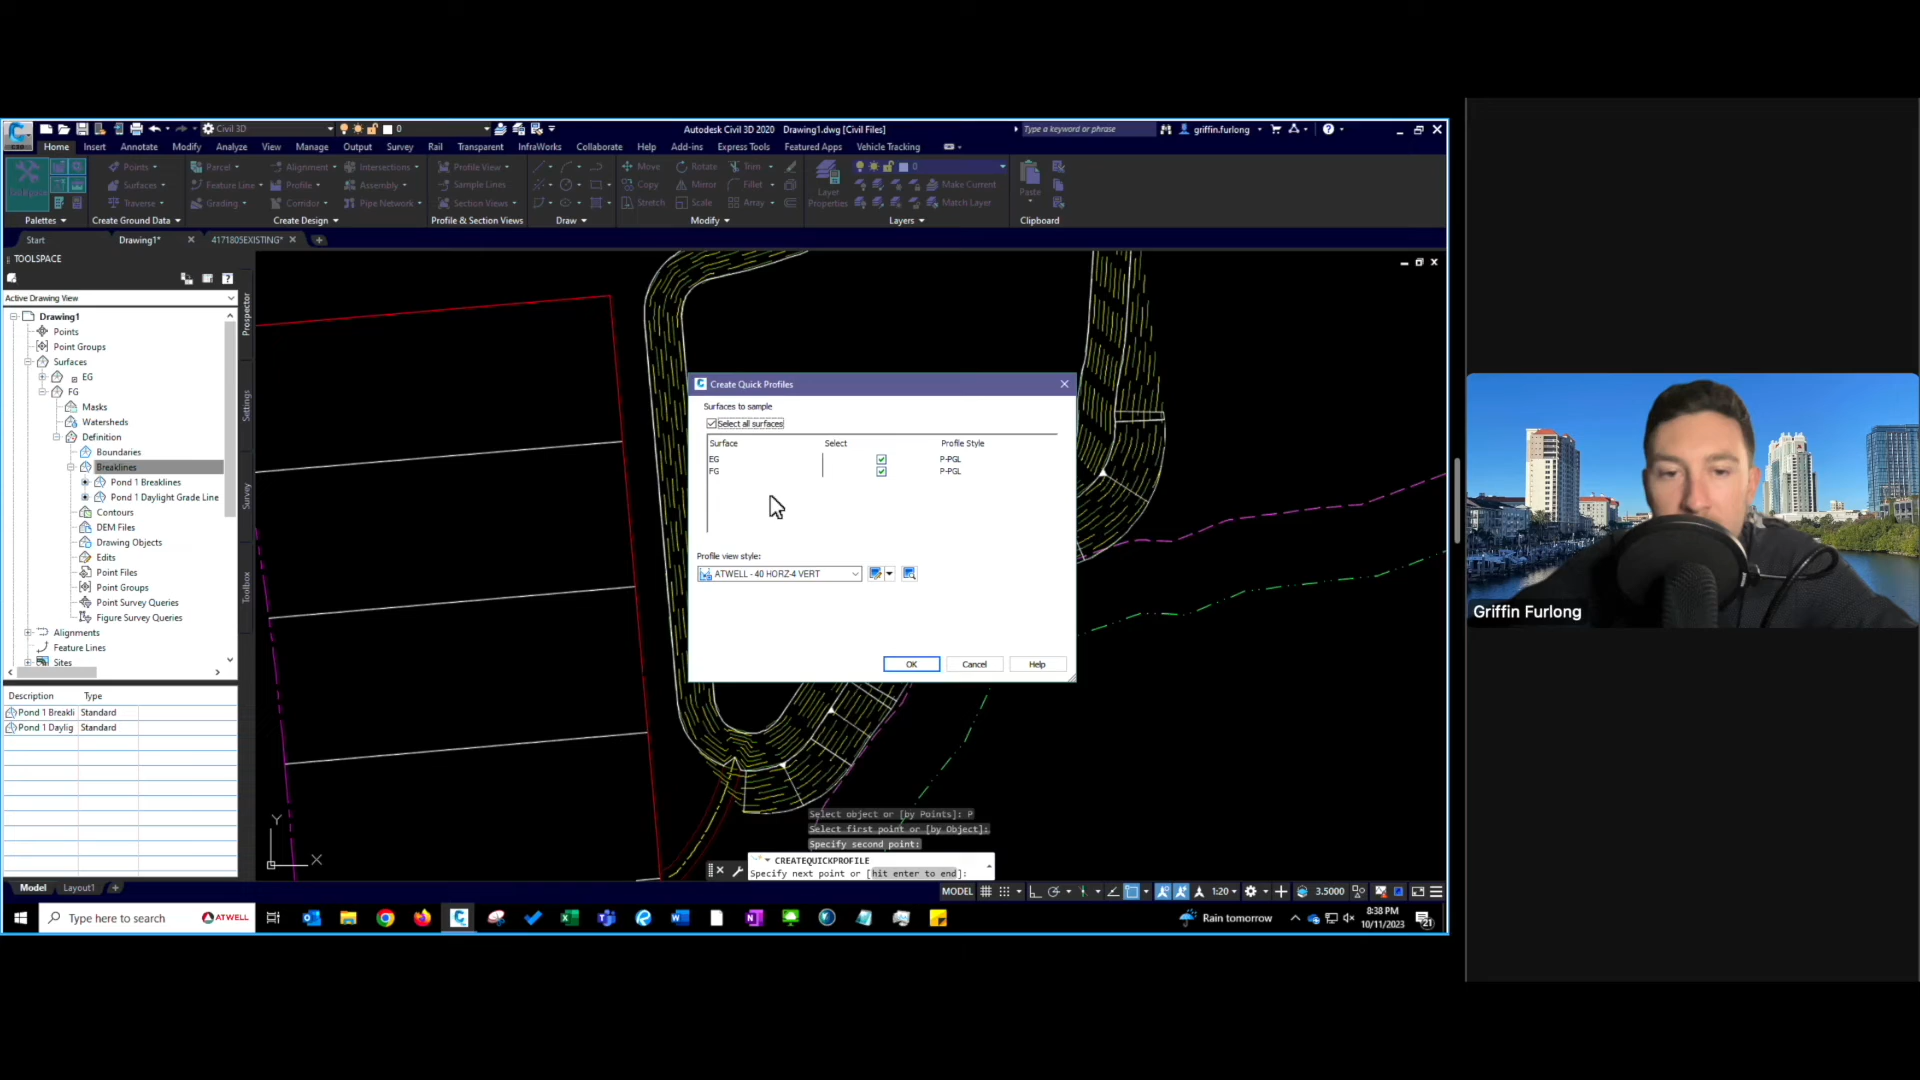 Civil 3D
0
Autodesk Civil 3D 2020 Drawing1.dwg [Civil Files]
Type a keyword or phrase
griffin.furlong
Home Insert Annotate Modify Analyze View Manage Output Survey Rail Transparent InfraWorks Collaborate Help Add-ins Express Tools Featured Apps Vehicle Tracking
Points Parcel Alignment Intersections Profile View Move Rotate Trim 0
Surfaces Feature Line Profile Assembly Sample Lines Copy Mirror Fillet Make Current
Traverse Grading Corridor Pipe Network Section Views Stretch Scale Array Match Layer
Layer
Properties
Paste
Palettes Create Ground Data Create Design Profile & Section Views Draw Modify Layers Clipboard
Start Drawing1* 4171805EXISTING*
TOOLSPACE
Active Drawing View
Drawing1
Points
Point Groups
Surfaces
EG
FG
Masks
Watersheds
Definition
Boundaries
Breaklines
Pond 1 Breaklines
Pond 1 Daylight Grade Line
Contours
DEM Files
Drawing Objects
Edits
Point Files
Point Groups
Point Survey Queries
Figure Survey Queries
Alignments
Feature Lines
Sites
Prospector
Settings
Survey
Toolbox
Description Type
Pond 1 Breakli Standard
Pond 1 Daylig Standard
Create Quick Profiles
Surfaces to sample
Select all surfaces
Surface Select Profile Style
EG P-PGL
FG P-PGL
Profile view style:
ATWELL - 40 HORZ-4 VERT
OK Cancel Help
Y
X
Select object or [by Points]: P
Select first point or [by Object]:
Specify second point:
CREATEQUICKPROFILE
Specify next point or [hit enter to end]:
Model Layout1
MODEL 1:20 3.5000
Type here to search
ATWELL
Rain tomorrow
8:38 PM
10/11/2023
21
Griffin Furlong